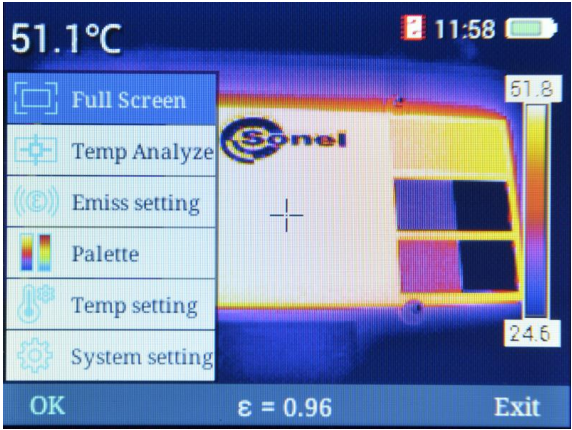 51.1°C
11:58
Full Screen
51.8
Temp Analyze
Sonel
Emiss setting
Palette
Temp setting
24.6
System setting
OK
ε = 0.96
Exit